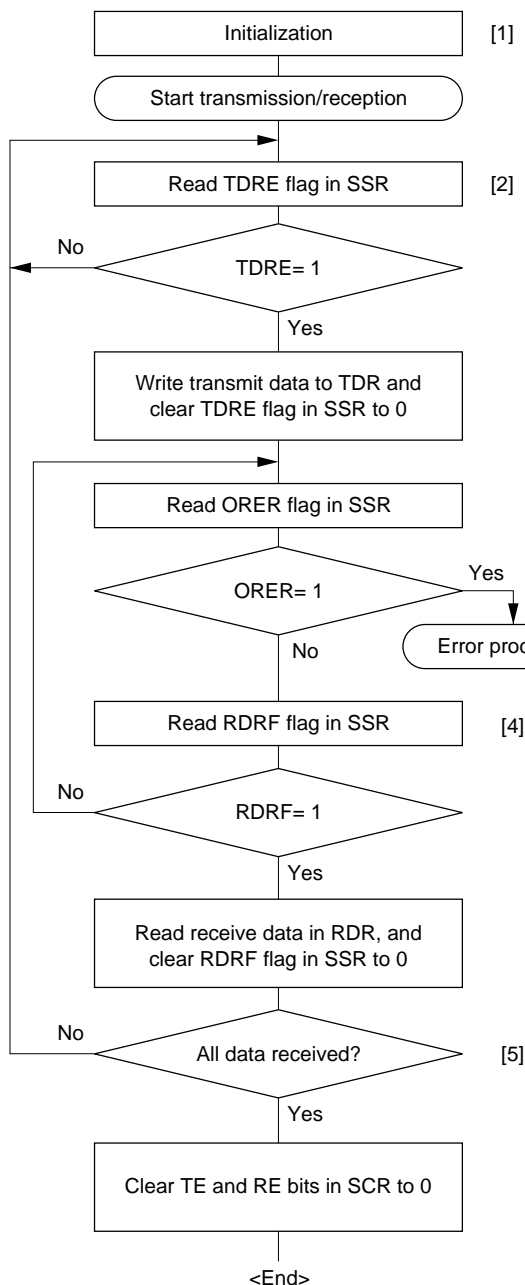 Initialization
[1]
Start transmission/reception
Read TDRE flag in SSR
[2]
No
TDRE= 1
Yes
Write transmit data to TDR and
clear TDRE flag in SSR to 0
Read ORER flag in SSR
Yes
ORER= 1
Error
No
Read RDRF flag in SSR
[4]
No
RDRF= 1
Yes
Read receive data in RDR, and
clear RDRF flag in SSR to 0
No
All data received?
[5]
Yes
Clear TE and RE bits in SCR to 0
<End>